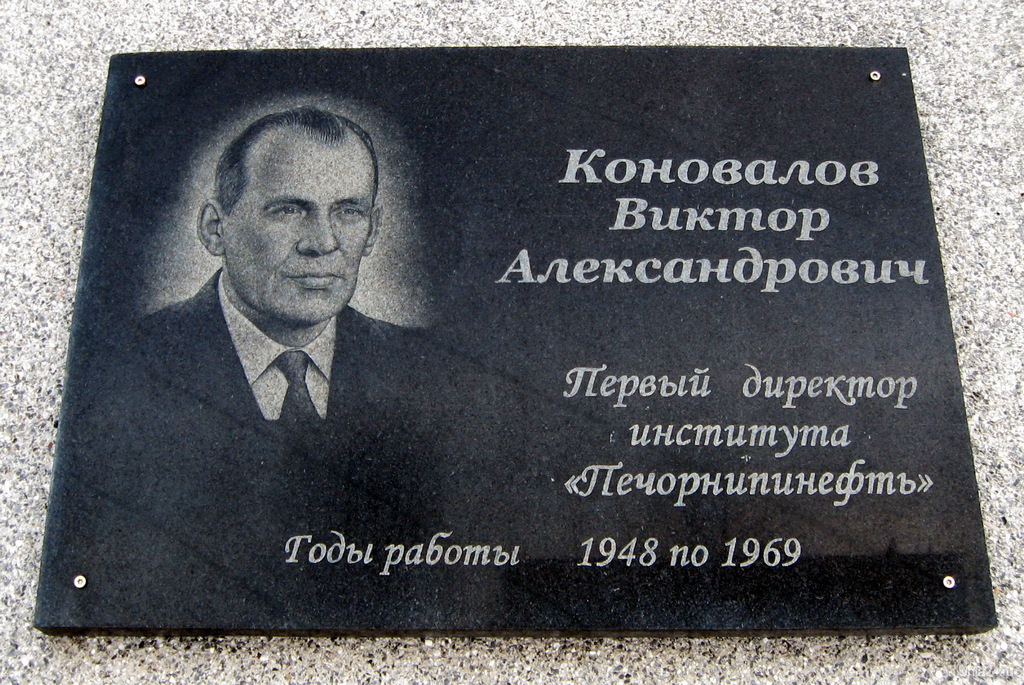 Коновалов
Виктор
Александрович
Первый директор
института
«Печорнипинефть»
Годы работы 1948 по 1969